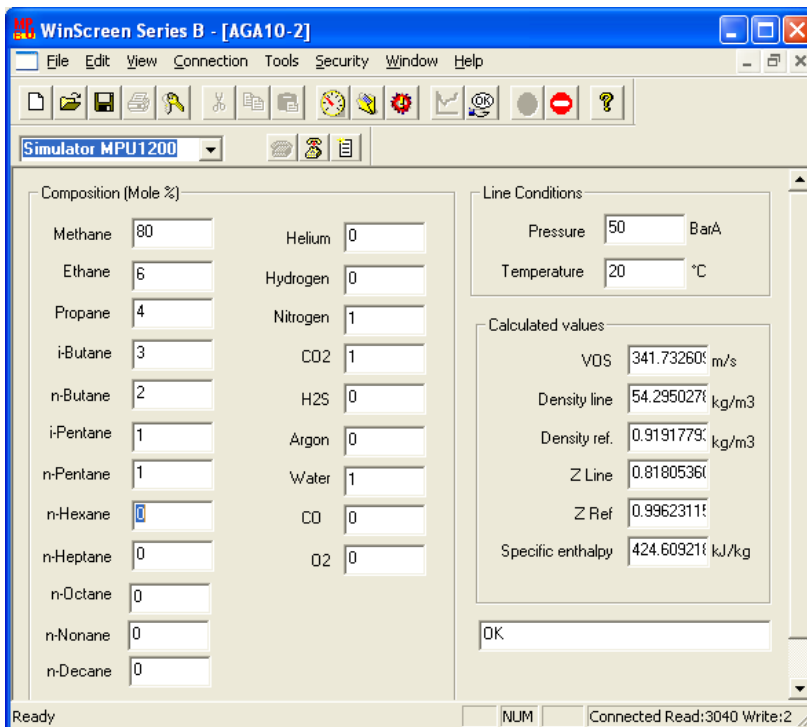 WinScreen Series B - [AGA10-2]
File Edit View Connection Tools Security Window Help
Simulator MPU1200
Composition (Mole %)
Methane 80
Ethane 6
Propane 4
i-Butane 3
n-Butane 2
i-Pentane 1
n-Pentane 1
n-Hexane 0
n-Heptane 0
n-Octane 0
n-Nonane 0
n-Decane 0
Helium 0
Hydrogen 0
Nitrogen 1
CO2 1
H2S 0
Argon 0
Water 1
CO 0
O2 0
Line Conditions
Pressure 50 BarA
Temperature 20 °C
Calculated values
VOS 341.732609 m/s
Density line 54.2950278 kg/m3
Density ref. 0.9191779 kg/m3
Z Line 0.8180536 
Z Ref 0.99623115
Specific enthalpy 424.609218 kJ/kg
OK
Ready NUM Connected Read:3040 Write:2